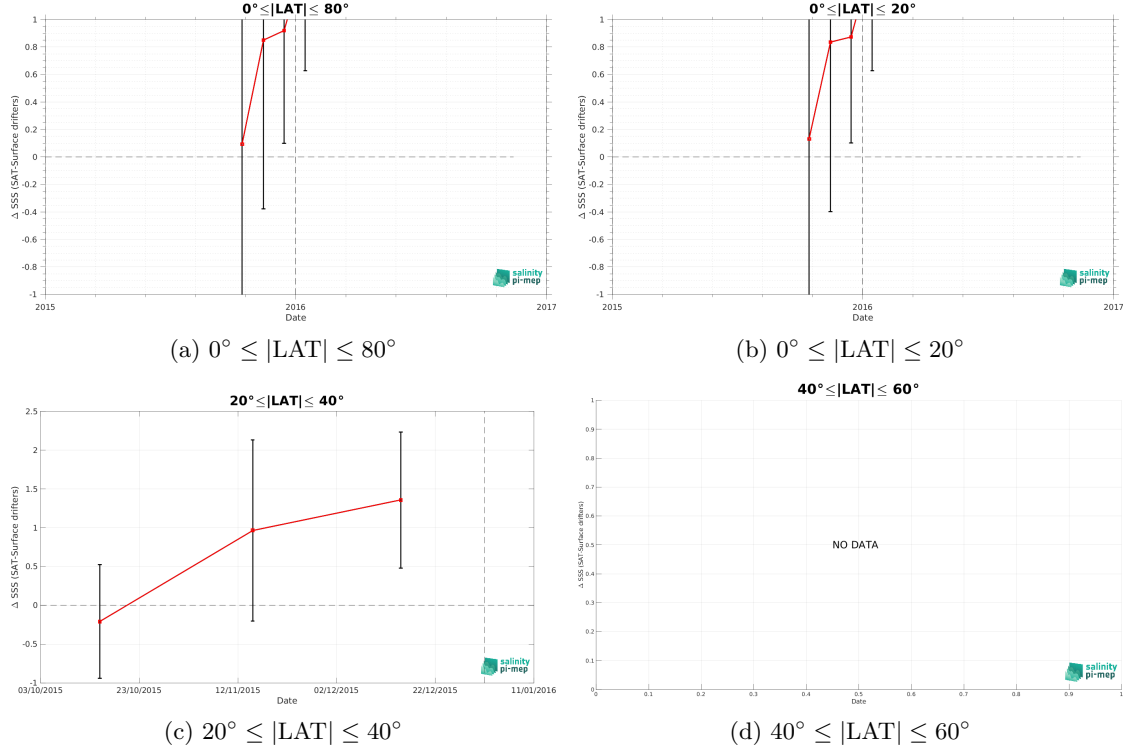 0°≤|LAT|≤ 80°
Δ SSS (SAT-Surface drifters)
1
0.8
0.6
0.4
0.2
0
-0.2
-0.4
-0.6
-0.8
-1
2015
2016
2017
Date
salinity
pi-mep
(a) 0° ≤ |LAT| ≤ 80°
0°≤|LAT|≤ 20°
Δ SSS (SAT-Surface drifters)
1
0.8
0.6
0.4
0.2
0
-0.2
-0.4
-0.6
-0.8
-1
2015
2016
2017
Date
salinity
pi-mep
(b) 0° ≤ |LAT| ≤ 20°
20°≤|LAT|≤ 40°
Δ SSS (SAT-Surface drifters)
2.5
2
1.5
1
0.5
0
-0.5
-1
03/10/2015
23/10/2015
12/11/2015
02/12/2015
22/12/2015
11/01/2016
Date
salinity
pi-mep
(c) 20° ≤ |LAT| ≤ 40°
40°≤|LAT|≤ 60°
Δ SSS (SAT-Surface drifters)
1
0.9
0.8
0.7
0.6
0.5
0.4
0.3
0.2
0.1
0
NO DATA
0
0.1
0.2
0.3
0.4
0.5
0.6
0.7
0.8
0.9
1
Date
salinity
pi-mep
(d) 40° ≤ |LAT| ≤ 60°